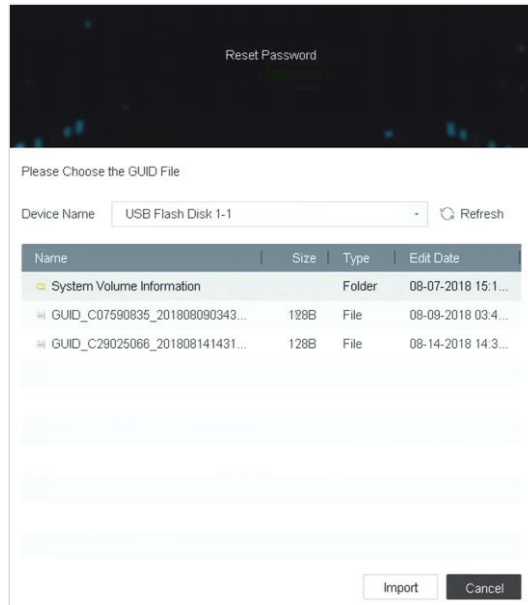 Reset Password
Please Choose the GUID File
Device Name USB Flash Disk 1-1 Refresh
Name Size Type Edit Date
System Volume Information Folder 08-07-2018 15:1...
GUID_C07590835_201808090343... 128B File 08-09-2018 03:4...
GUID_C29025066_201808141431... 128B File 08-14-2018 14:3...
Import Cancel